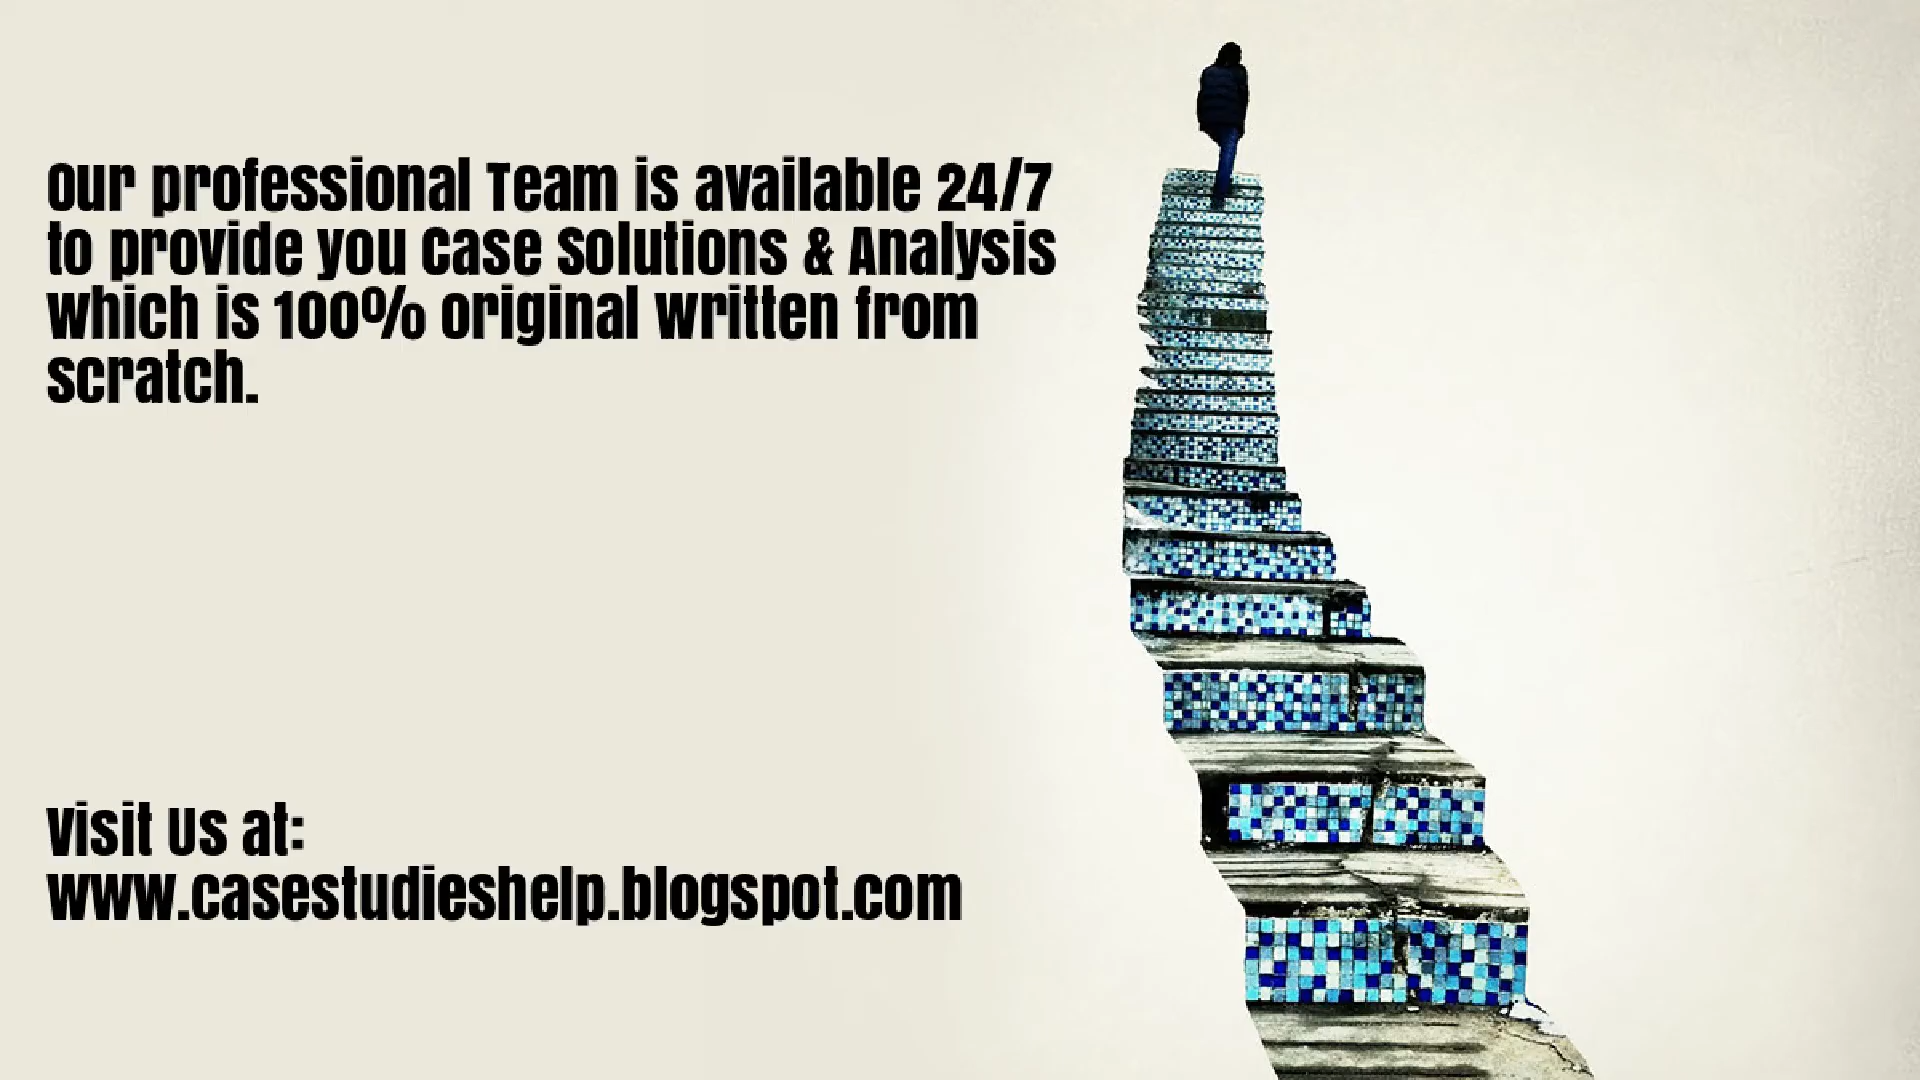 Our professional Team is available 24/7
to provide you Case Solutions & Analysis
which is 100% original written from
scratch.
Visit Us at:
www.casestudieshelp.blogspot.com